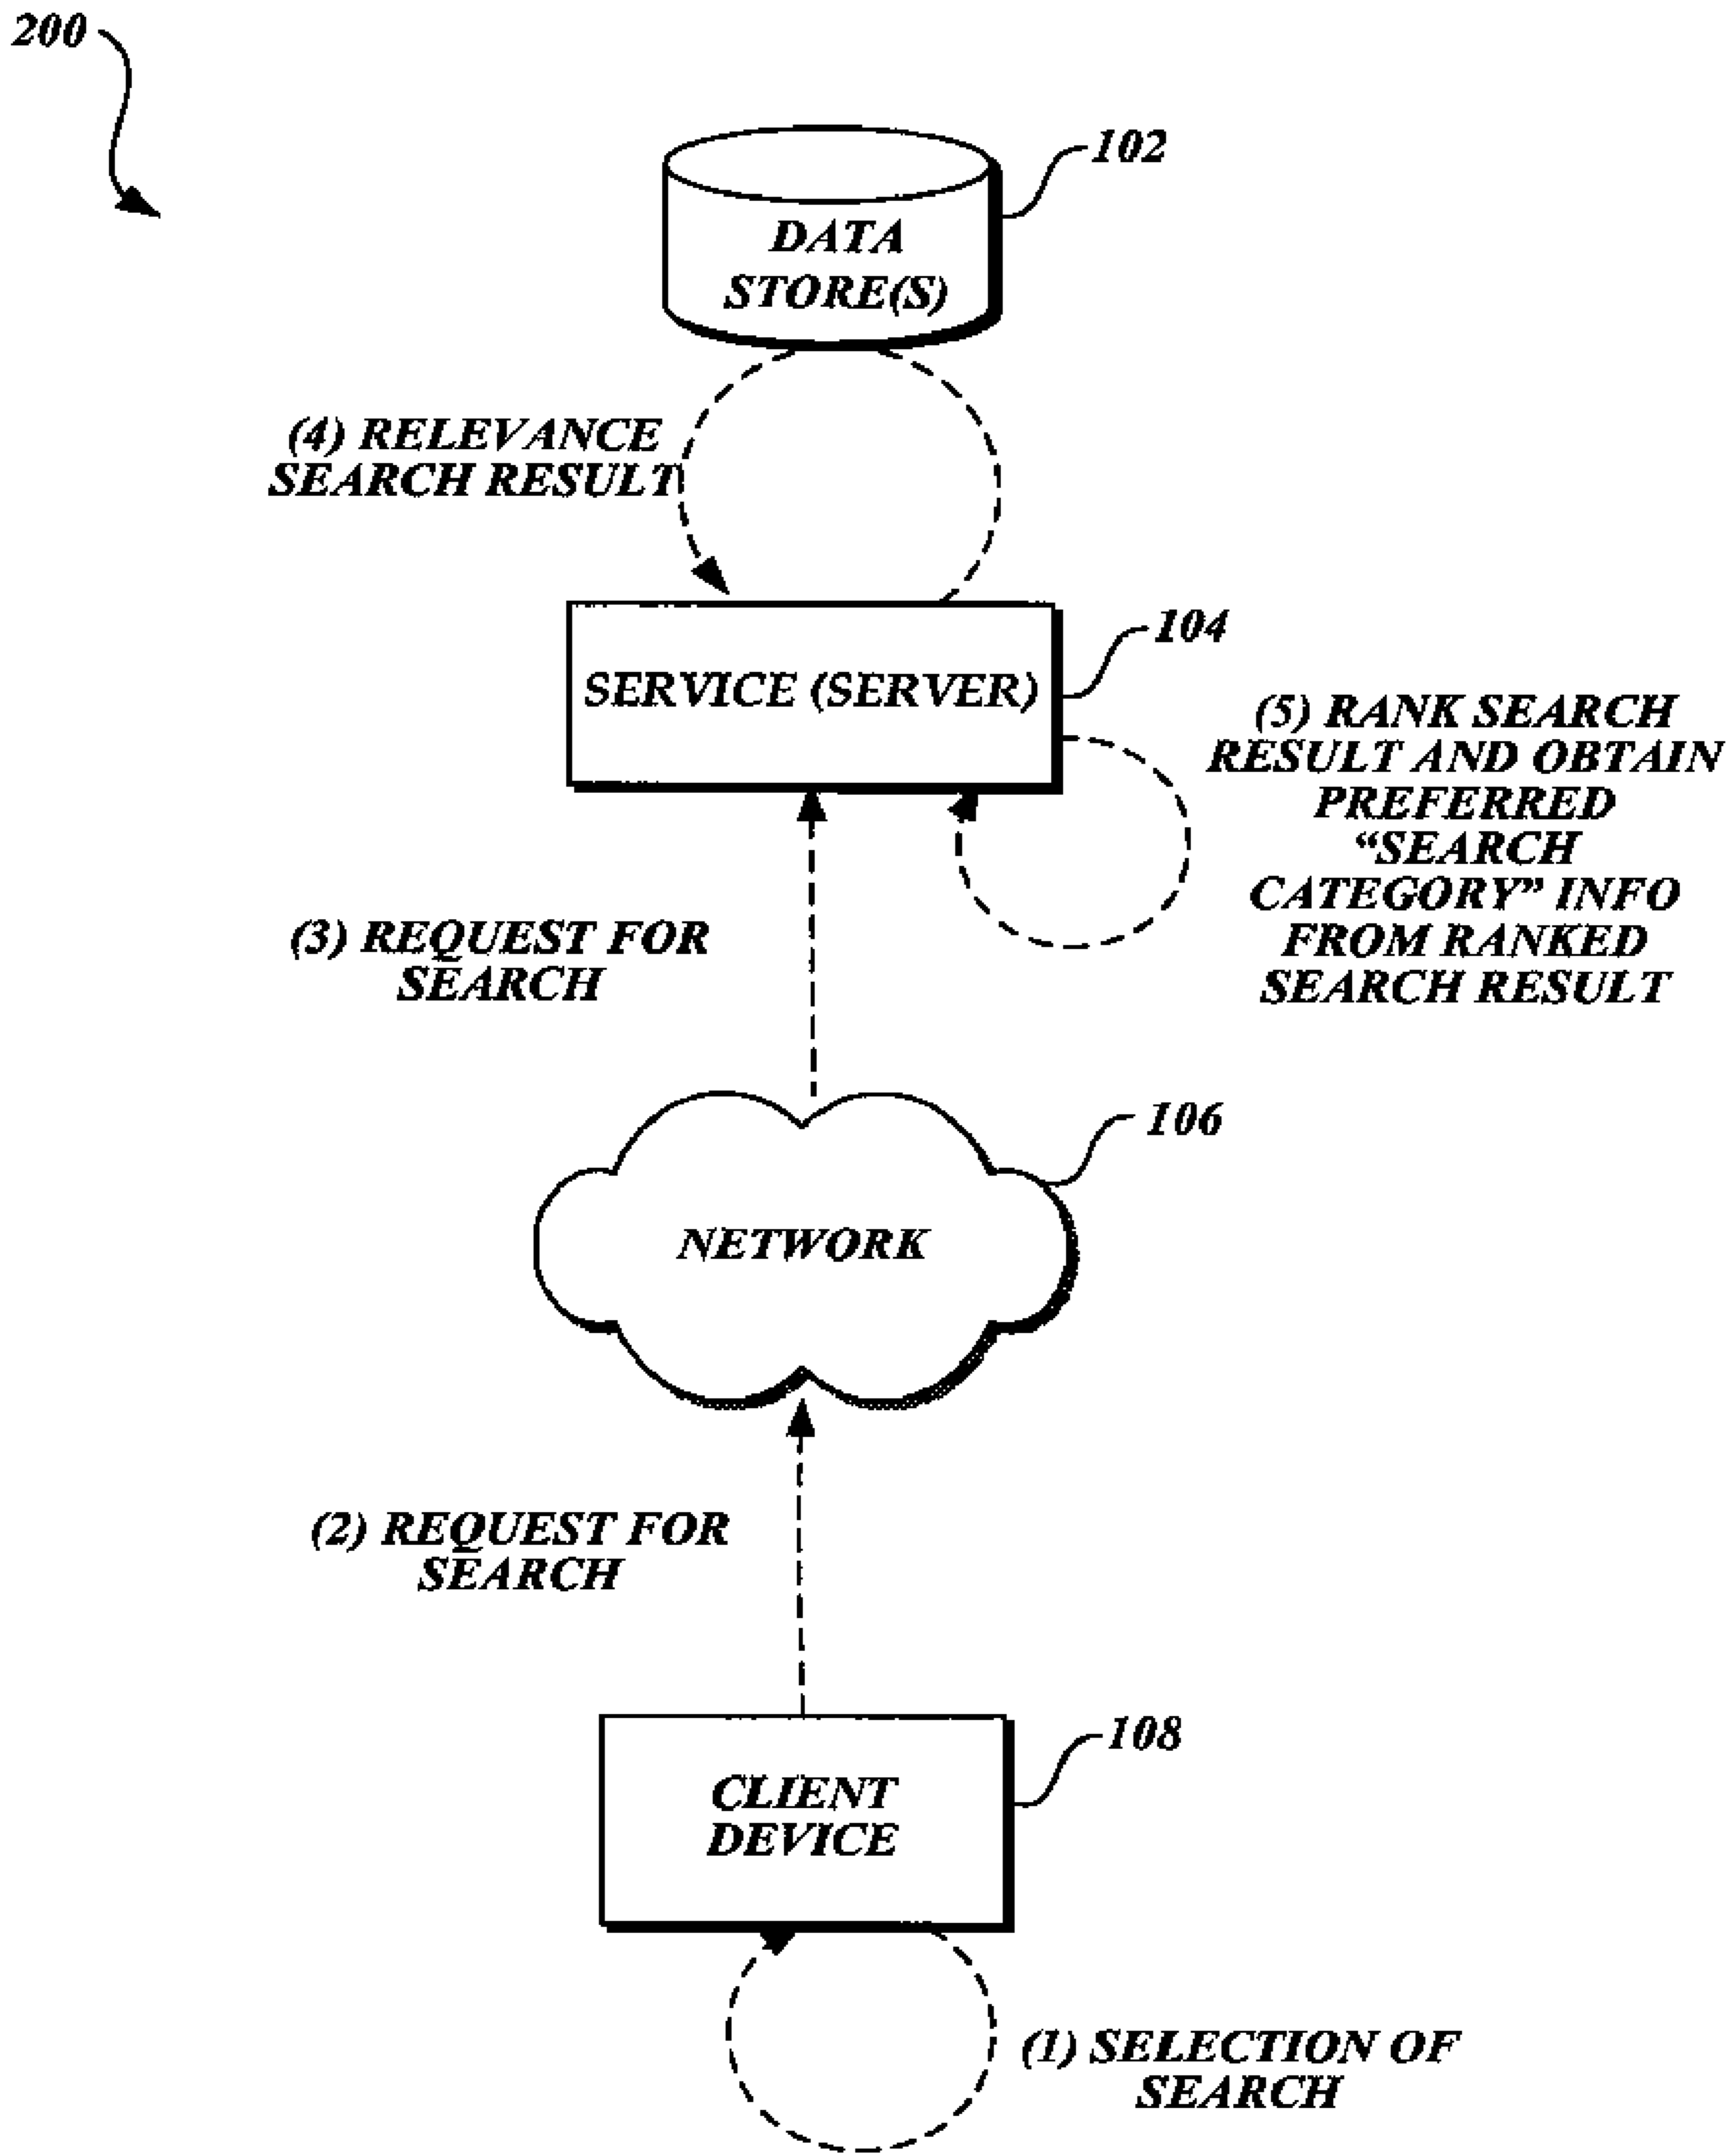 200
102
DATA
STORE(S)
(4) RELEVANCE
SEARCH RESULT
104
SERVICE (SERVER)
(5) RANK SEARCH
RESULT AND OBTAIN
PREFERRED
“SEARCH
CATEGORY” INFO
FROM RANKED
SEARCH RESULT
(3) REQUEST FOR
SEARCH
106
NETWORK
(2) REQUEST FOR
SEARCH
108
CLIENT
DEVICE
(1) SELECTION OF
SEARCH